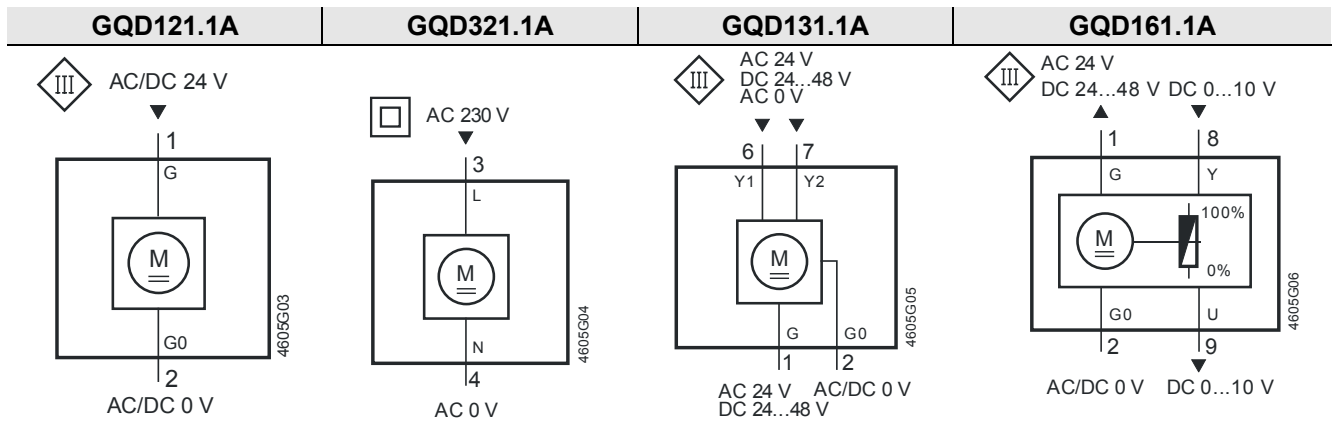 GQD121.1A
GQD321.1A
GQD131.1A
GQD161.1A
III
AC/DC 24 V
1
G
M
G0
2
AC/DC 0 V
4605G03
AC 230 V
3
L
M
N
4
AC 0 V
4605G04
III
AC 24 V
DC 24...48 V
AC 0 V
6 7
Y1 Y2
M
G G0
1 2
AC 24 V AC/DC 0 V
DC 24...48 V
4605G05
III
AC 24 V
DC 24...48 V DC 0...10 V
1 8
G Y
100%
M
0%
G0 U
2 9
AC/DC 0 V DC 0...10 V
4605G06